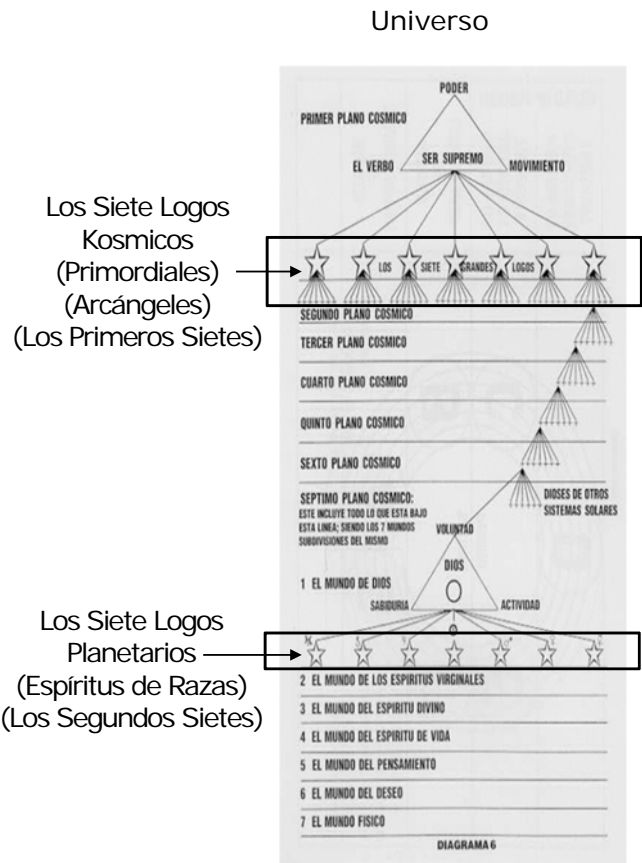 Universo
PODER
PRIMER PLANO COSMICO
SER SUPREMO
EL VERBO
MOVIMIENTO
Los Siete Logos
Kosmicos
(Primordiales)
(Arcángeles)
(Los Primeros Sietes)
LOS SIETE GRANDES LOGOS
SEGUNDO PLANO COSMICO
TERCER PLANO COSMICO
CUARTO PLANO COSMICO
QUINTO PLANO COSMICO
SEXTO PLANO COSMICO
SEPTIMO PLANO COSMICO:
ESTE INCLUYE TODO LO QUE ESTA BAJO
ESTA LINEA; SIENDO LOS 7 MUNDOS
SUBDIVISIONES DEL MISMO
DIOSES DE OTROS
SISTEMAS SOLARES
VOLUNTAD
DIOS
1 EL MUNDO DE DIOS
SABIDURIA
ACTIVIDAD
Los Siete Logos
Planetarios
(Espíritus de Razas)
(Los Segundos Sietes)
2 EL MUNDO DE LOS ESPIRITUS VIRGINALES
3 EL MUNDO DEL ESPIRITU DIVINO
4 EL MUNDO DEL ESPIRITU DE VIDA
5 EL MUNDO DEL PENSAMIENTO
6 EL MUNDO DEL DESEO
7 EL MUNDO FISICO
DIAGRAMA 6